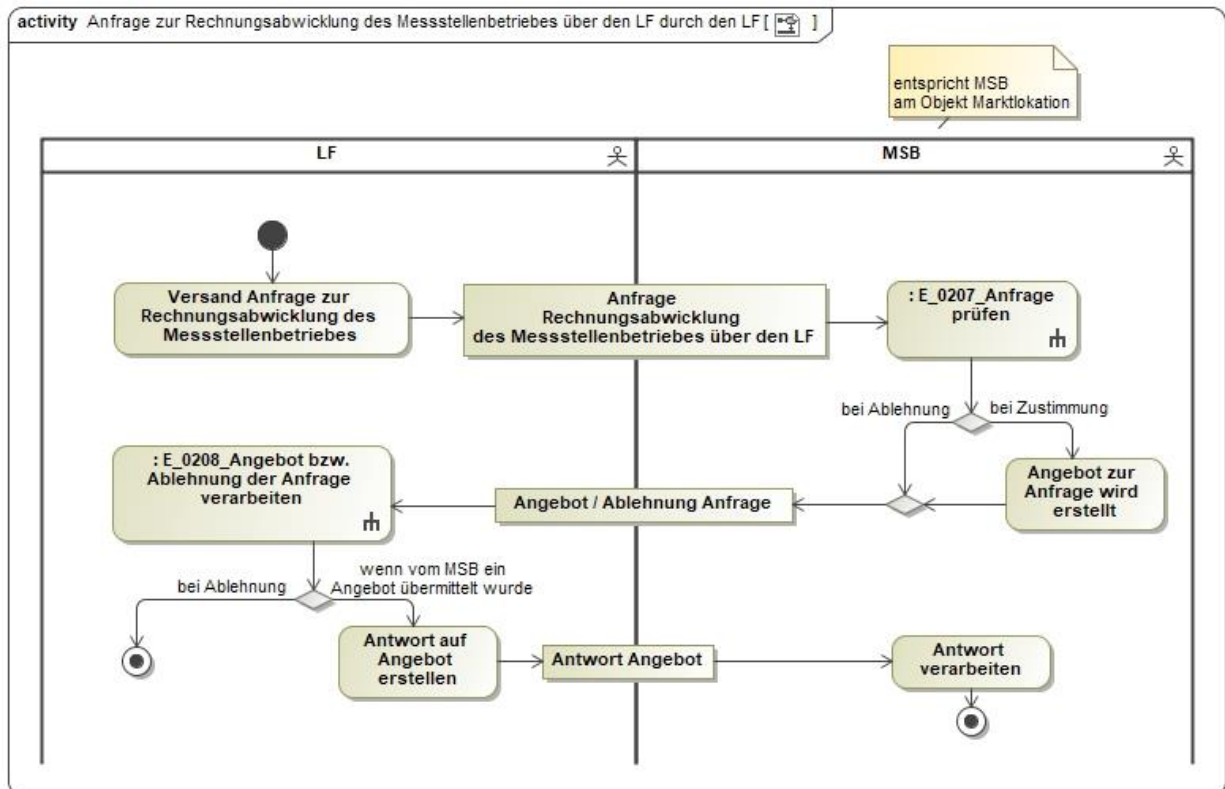 activity Anfrage zur Rechnungsabwicklung des Messstellenbetriebes über den LF durch den LF [ ]
entspricht MSB
am Objekt Marktlokation
LF
MSB
Versand Anfrage zur
Rechnungsabwicklung des
Messstellenbetriebes
Anfrage
Rechnungsabwicklung
des Messstellenbetriebes über den LF
: E_0207_Anfrage
prüfen
bei Ablehnung
bei Zustimmung
: E_0208_Angebot bzw.
Ablehnung der Anfrage
verarbeiten
Angebot / Ablehnung Anfrage
Angebot zur
Anfrage wird
erstellt
bei Ablehnung
wenn vom MSB ein
Angebot übermittelt wurde
Antwort auf
Angebot
erstellen
Antwort Angebot
Antwort
verarbeiten